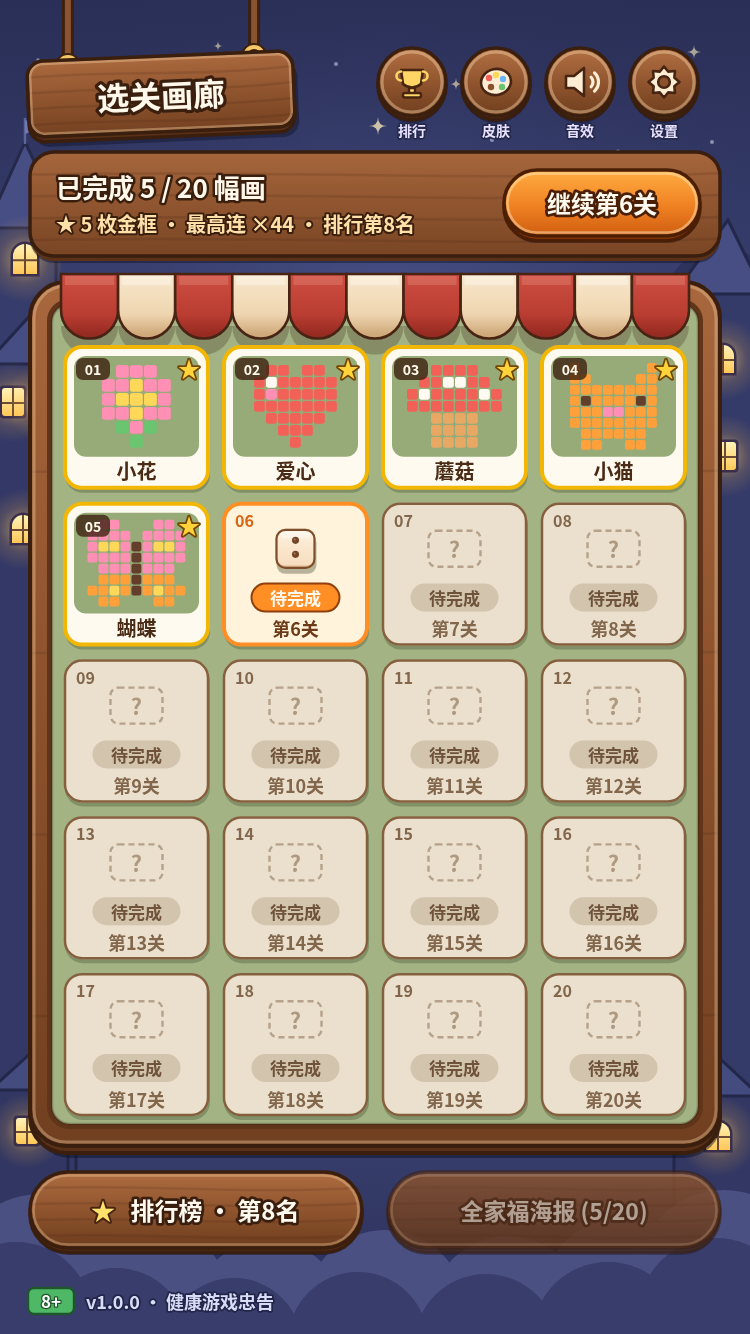 选关画廊
排行
皮肤
音效
设置
已完成 5 / 20 幅画
★ 5 枚金框 · 最高连 ×44 · 排行第8名
继续第6关
01
小花
02
爱心
03
蘑菇
04
小猫
05
蝴蝶
06
待完成
第6关
07
?
待完成
第7关
08
?
待完成
第8关
09
?
待完成
第9关
10
?
待完成
第10关
11
?
待完成
第11关
12
?
待完成
第12关
13
?
待完成
第13关
14
?
待完成
第14关
15
?
待完成
第15关
16
?
待完成
第16关
17
?
待完成
第17关
18
?
待完成
第18关
19
?
待完成
第19关
20
?
待完成
第20关
★ 排行榜 · 第8名
全家福海报 (5/20)
8+
v1.0.0 · 健康游戏忠告